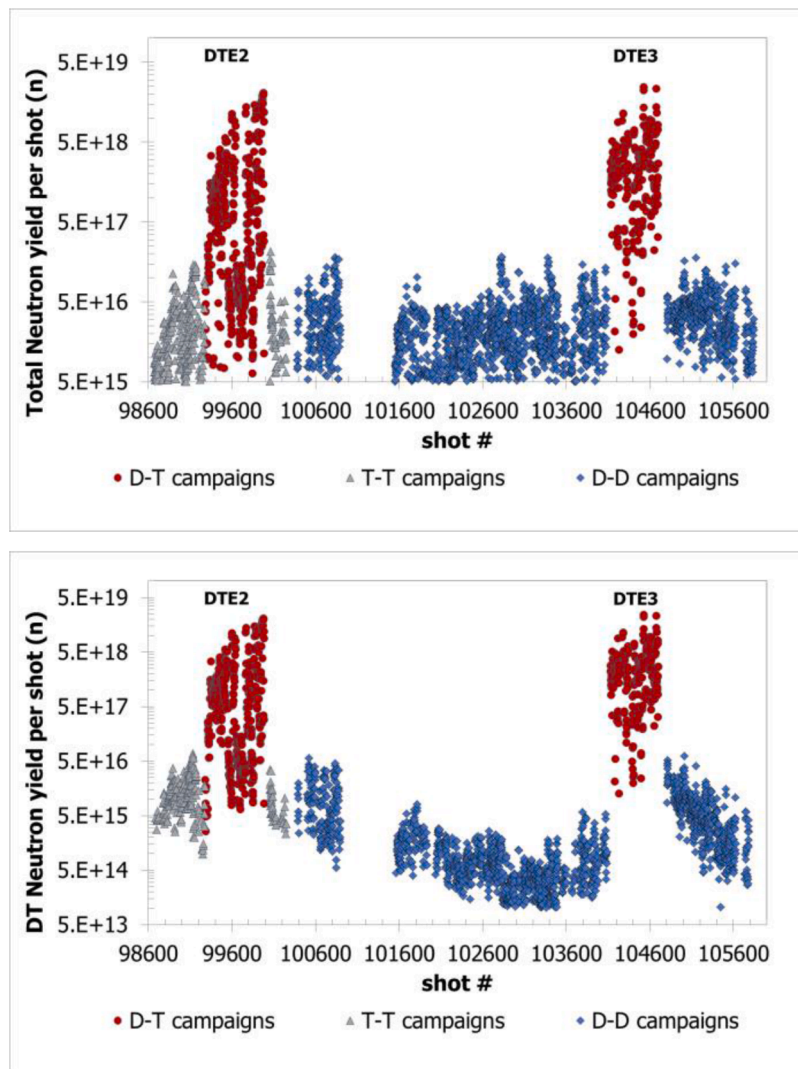 DTE2
DTE3
Total Neutron yield per shot (n)
5.E+19
5.E+18
5.E+17
5.E+16
5.E+15
98600 99600 100600 101600 102600 103600 104600 105600
shot #
D-T campaigns T-T campaigns D-D campaigns
DTE2
DTE3
DT Neutron yield per shot (n)
5.E+19
5.E+18
5.E+17
5.E+16
5.E+15
5.E+14
5.E+13
98600 99600 100600 101600 102600 103600 104600 105600
shot #
D-T campaigns T-T campaigns D-D campaigns